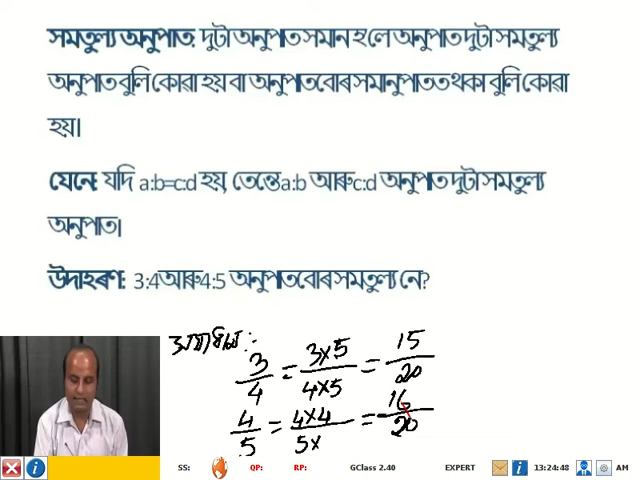 সমতুল্য অনুপাত: দুটা অনুপাত সমান হ'লে অনুপাত দুটা সমতুল্য
অনুপাত বুলি কোৱা হয় বা অনুপাতবোৰ সমানুপাতত থকা বুলি কোৱা
হয়।
যেনে: যদি a:b=c:d হয়, তেন্তে a:b আৰু c:d অনুপাত দুটা সমতুল্য
অনুপাত।
উদাহৰণ: 3:4 আৰু 4:5 অনুপাতবোৰ সমতুল্য নে?
3/4 = 3×5/4×5 = 15/20
4/5 = 4×4/5× = 16/20
SS: QP: RP: GClass 2.40 EXPERT 13:24:48 AM